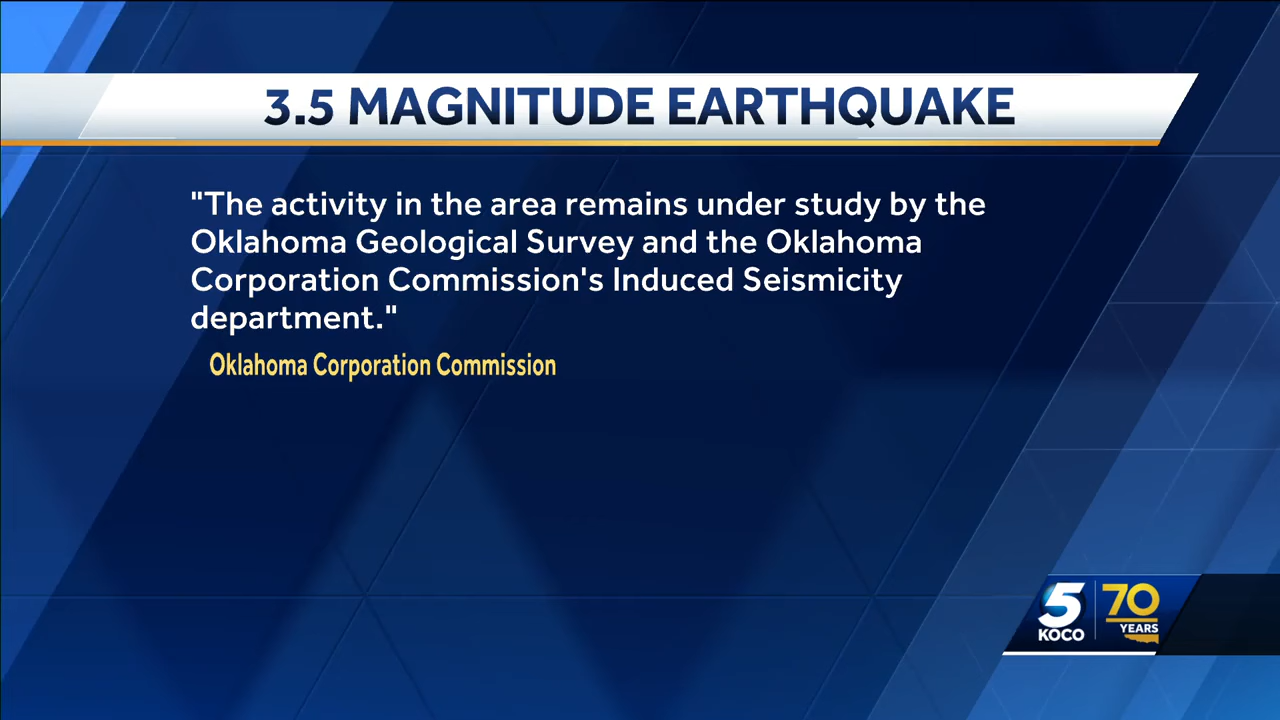 3.5 MAGNITUDE EARTHQUAKE
"The activity in the area remains under study by the
Oklahoma Geological Survey and the Oklahoma
Corporation Commission's Induced Seismicity
department."
Oklahoma Corporation Commission
5 70
KOCO YEARS